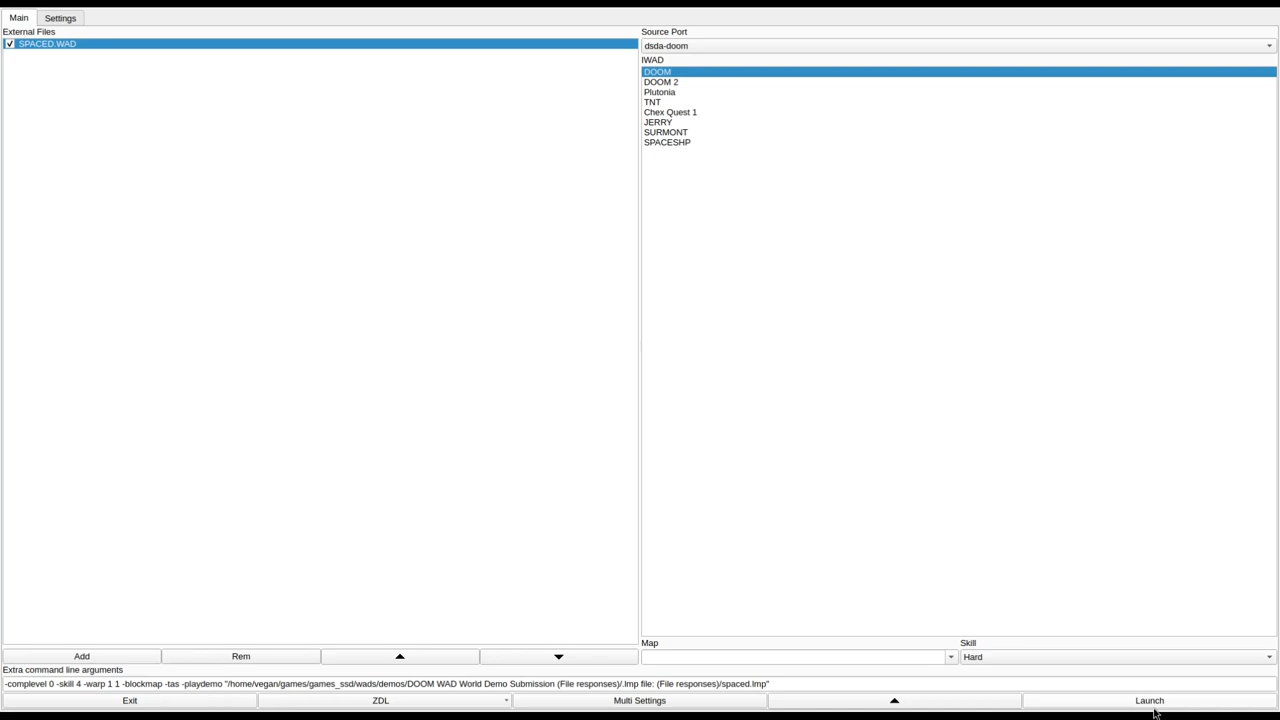 Main Settings
External Files
SPACED.WAD
Source Port
dsda-doom
IWAD
DOOM
DOOM 2
Plutonia
TNT
Chex Quest 1
JERRY
SURMONT
SPACESHP
Map Skill
Hard
Add Rem
Extra command line arguments
-complevel 0 -skill 4 -warp 1 1 -blockmap -tas -playdemo "/home/vegan/games/games_ssd/wads/demos/DOOM WAD World Demo Submission (File responses)/.lmp file: (File responses)/spaced.lmp"
Exit ZDL Multi Settings Launch